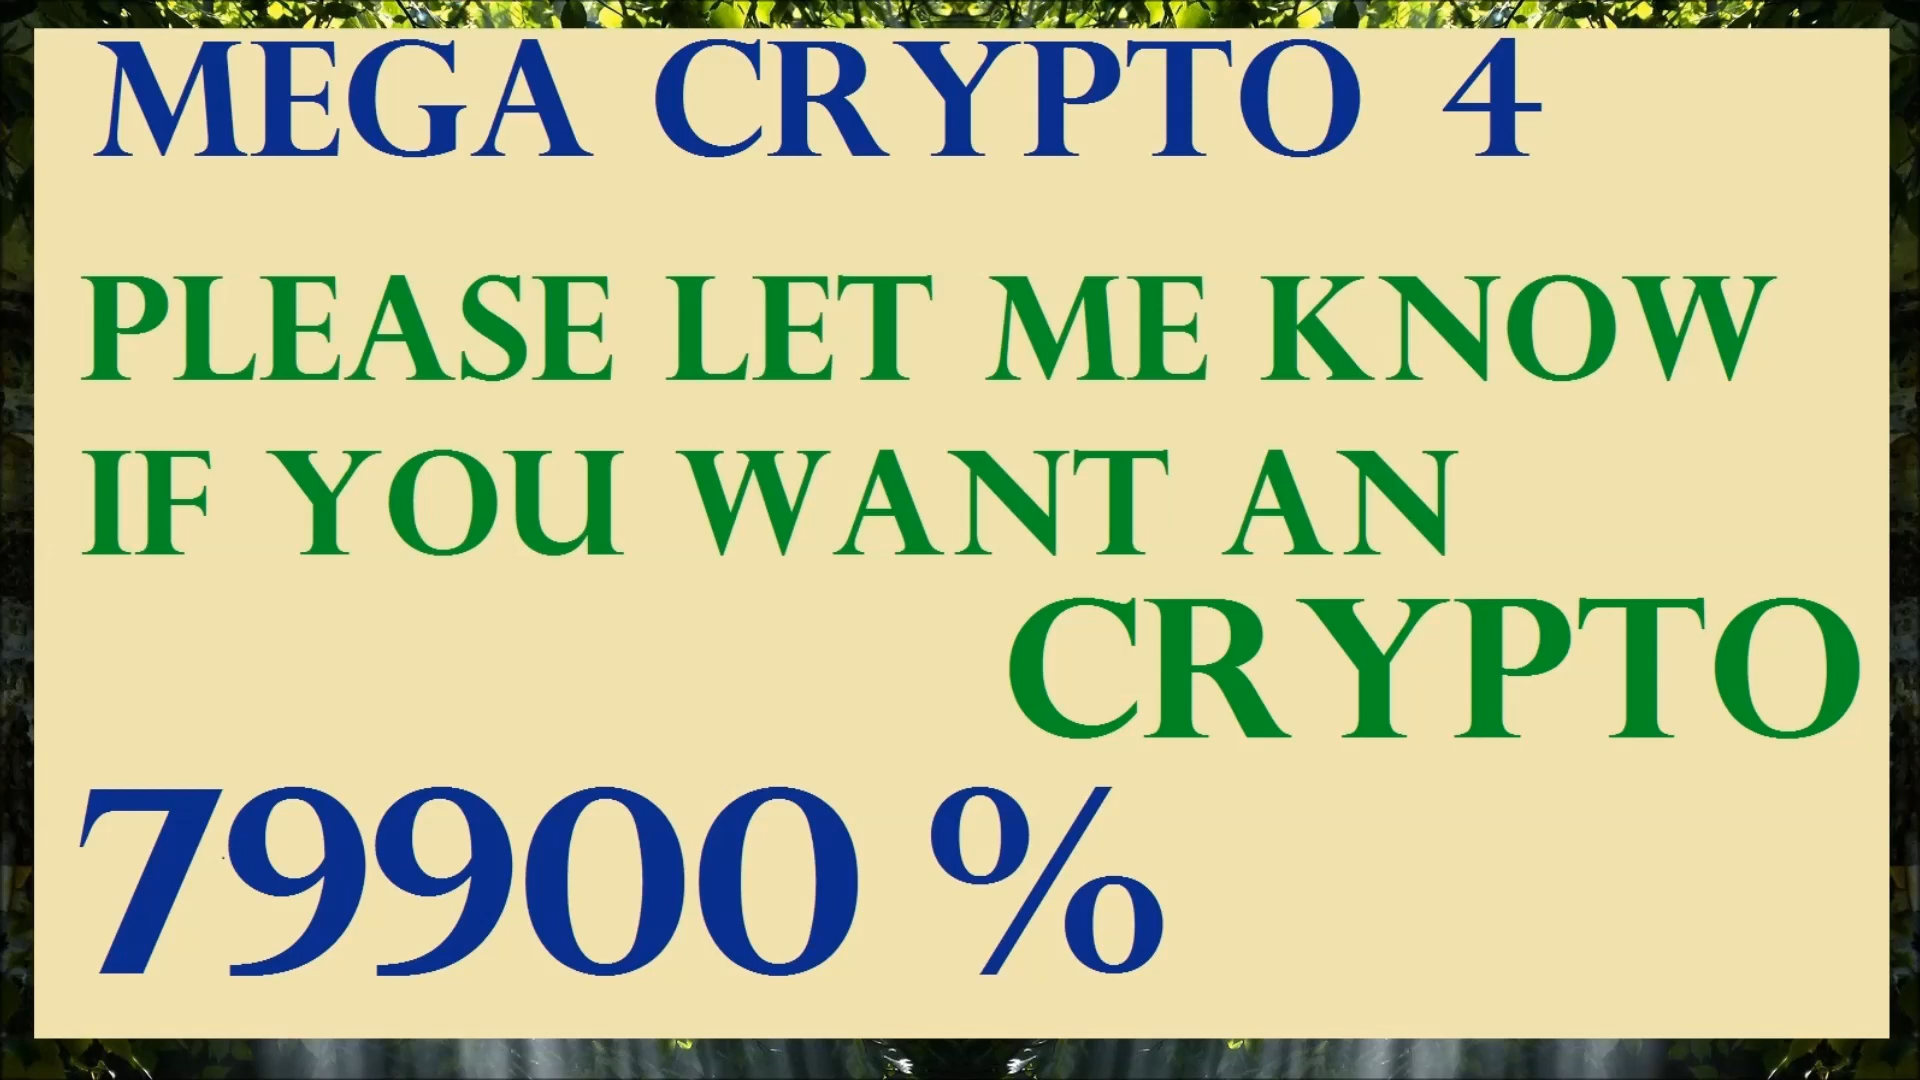 MEGA CRYPTO 4
PLEASE LET ME KNOW
IF YOU WANT AN
CRYPTO
79900 %